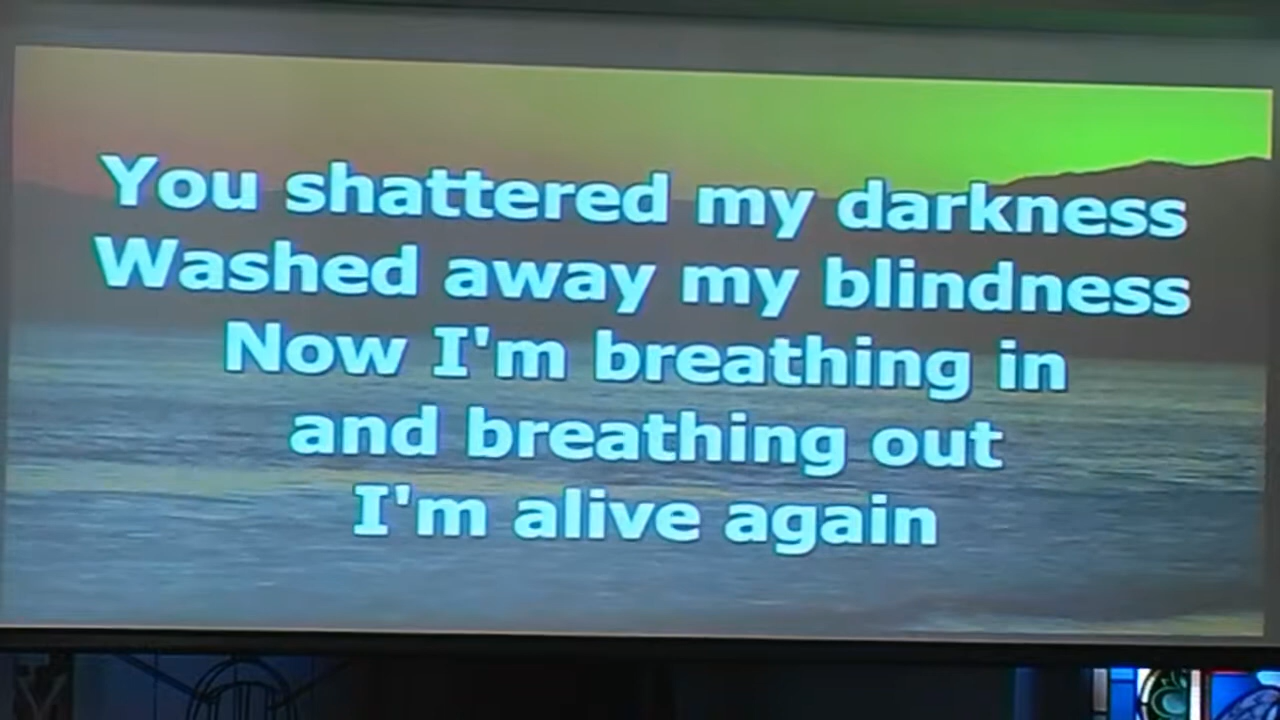 You shattered my darkness
Washed away my blindness
Now I'm breathing in
and breathing out
I'm alive again